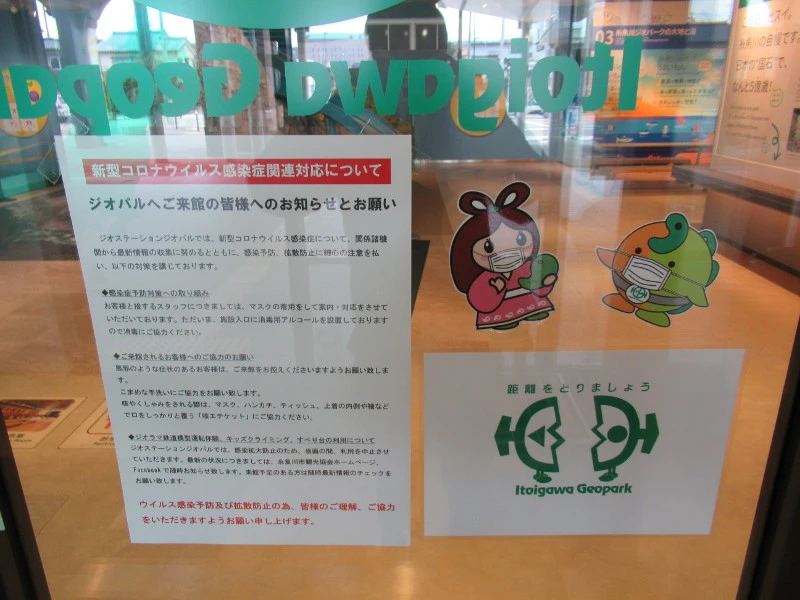 Itoigawa Geopa
03 糸魚川ジオパークの大地と海
新型コロナウイルス感染症関連対応について
ジオパルへご来館の皆様へのお知らせとお願い
ジオステーションジオパルでは、新型コロナウイルス感染症について、関係諸機
関から最新情報の収集に努めるとともに、感染予防、拡散防止に細心の注意を払
い、以下の対策を講じております。
◆感染症予防対策への取り組み
お客様と接するスタッフにつきましては、マスクの着用をして案内・対応をさせて
いただいております。ただいま、施設入口に消毒用アルコールを設置しております
ので消毒にご協力ください。
◆ご来館されるお客様へのご協力のお願い
風邪のような症状のあるお客様は、ご来館をお控えくださいますようお願い致しま
す。
こまめな手洗いにご協力をお願い致します。
咳やくしゃみをされる際は、マスク、ハンカチ、ティッシュ、上着の内側や袖など
で口をしっかりと覆う「咳エチケット」にご協力ください。
◆ジオラマ鉄道模型運転体験、キッズクライミング、すべり台の利用について
ジオステーションジオパルでは、感染拡大防止のため、当面の間、利用を中止させ
ていただきます。最新の状況につきましては、糸魚川市観光協会ホームページ、
Facebookで随時お知らせ致します。来館予定のある方は随時最新情報のチェックを
お願い致します。
ウイルス感染予防及び拡散防止の為、皆様のご理解、ご協力
をいただきますようお願い申し上げます。
距離をとりましょう
Itoigawa Geopark